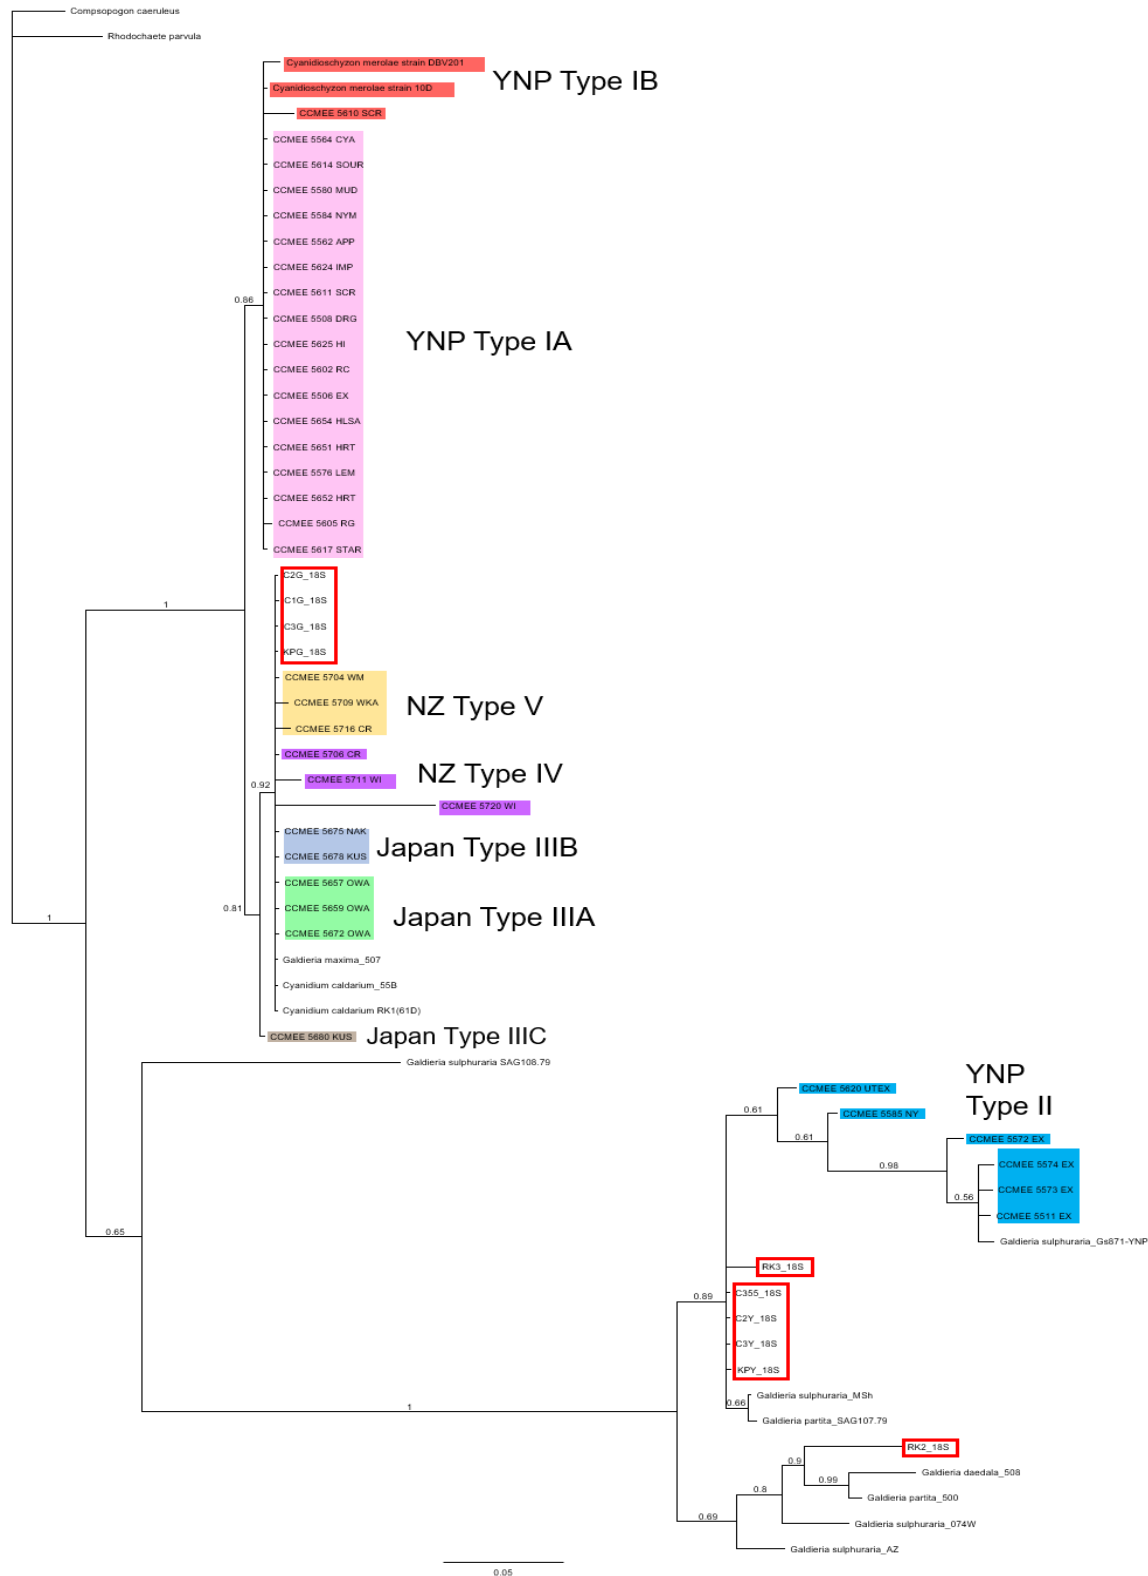 Compsopogon caeruleus
Rhodochaete parvula
Cyanidioschyzon merolae strain DBV201
YNP Type IB
Cyanidioschyzon merolae strain 10D
CCMEE 5610 SCR
CCMEE 5564 CYA
CCMEE 5614 SOUR
CCMEE 5580 MUD
CCMEE 5584 NYM
CCMEE 5562 APP
CCMEE 5624 IMP
CCMEE 5611 SCR
0.86
CCMEE 5508 DRG
YNP Type IA
CCMEE 5625 HI
CCMEE 5602 RC
CCMEE 5506 EX
CCMEE 5654 HLSA
CCMEE 5651 HRT
CCMEE 5576 LEM
CCMEE 5652 HRT
CCMEE 5605 RG
CCMEE 5617 STAR
C2G_18S
C1G_18S
1
C3G_18S
KPG_18S
CCMEE 5704 WM
CCMEE 5709 WKA
NZ Type V
CCMEE 5716 CR
CCMEE 5706 CR
NZ Type IV
CCMEE 5711 WI
0.92
CCMEE 5720 WI
CCMEE 5675 NAK
Japan Type IIIB
CCMEE 5678 KUS
CCMEE 5657 OWA
0.81
CCMEE 5659 OWA
Japan Type IIIA
1
CCMEE 5672 OWA
Galdieria maxima_507
Cyanidium caldarium_55B
Cyanidium caldarium RK1(61D)
CCMEE 5680 KUS
Japan Type IIIC
Galdieria sulphuraria SAG108.79
YNP
Type II
CCMEE 5620 UTEX
0.61
CCMEE 5585 NY
0.61
CCMEE 5572 EX
0.98
CCMEE 5574 EX
CCMEE 5573 EX
0.56
CCMEE 5511 EX
0.65
Galdieria sulphuraria_Gs871-YNP
RK3_18S
0.89
C355_18S
C2Y_18S
C3Y_18S
KPY_18S
Galdieria sulphuraria_MSh
0.66
1
Galdieria partita_SAG107.79
RK2_18S
0.9
Galdieria daedala_508
0.99
0.8
Galdieria partita_500
0.69
Galdieria sulphuraria_074W
Galdieria sulphuraria_AZ
0.05